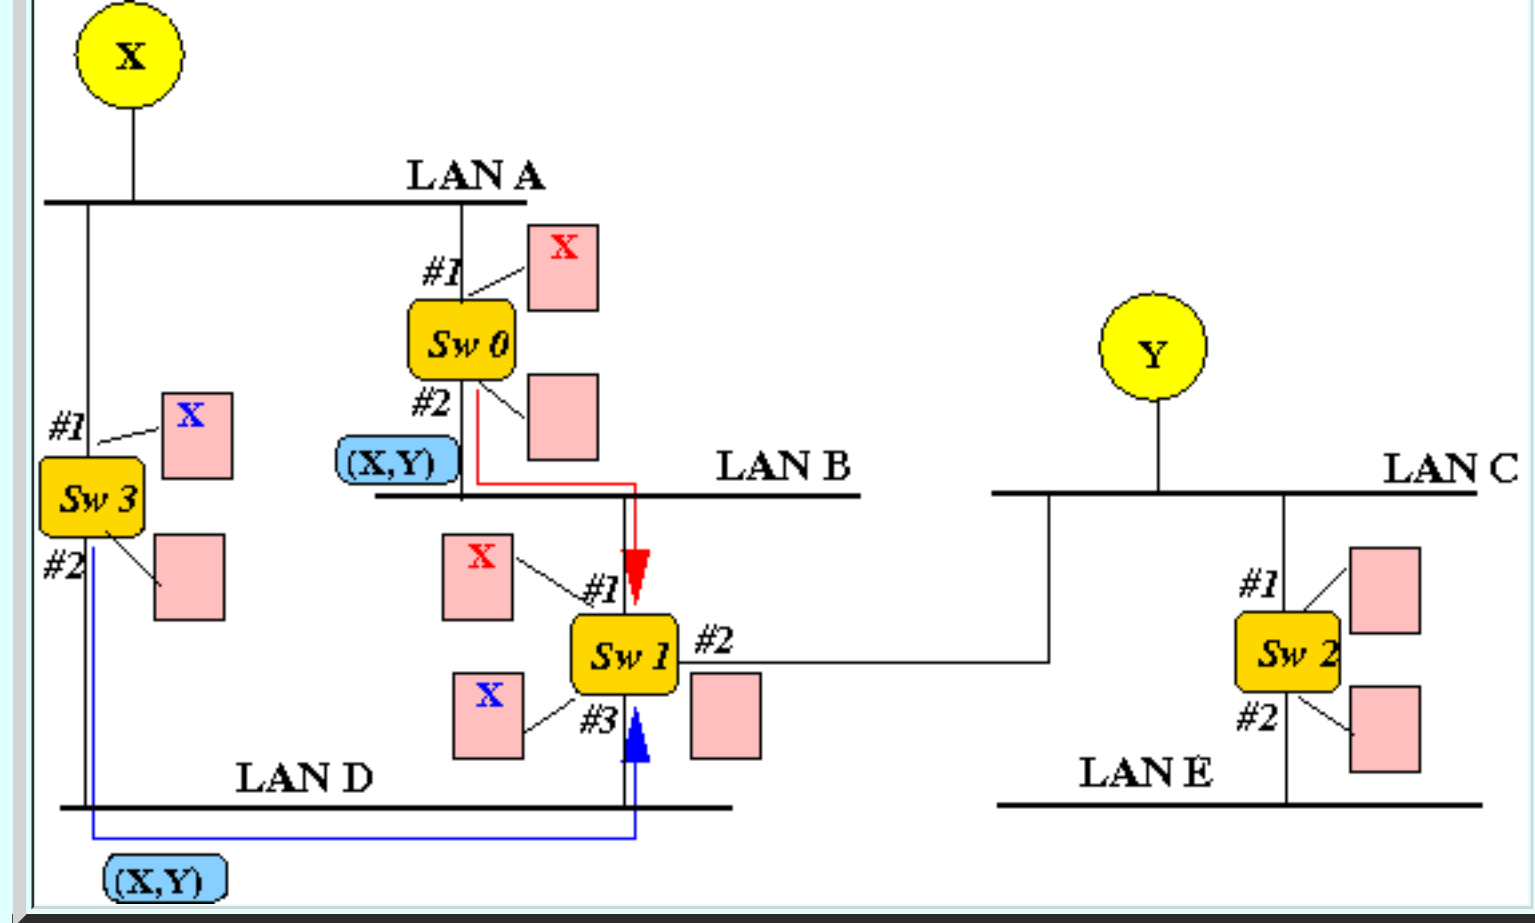 X
LAN A
#1
X
Sw 0
#2
(X,Y)
LAN B
Y
LAN C
#1
X
Sw 3
#2
X
#1
Sw 1
#2
X
#3
#1
Sw 2
#2
LAN D
LAN E
(X,Y)